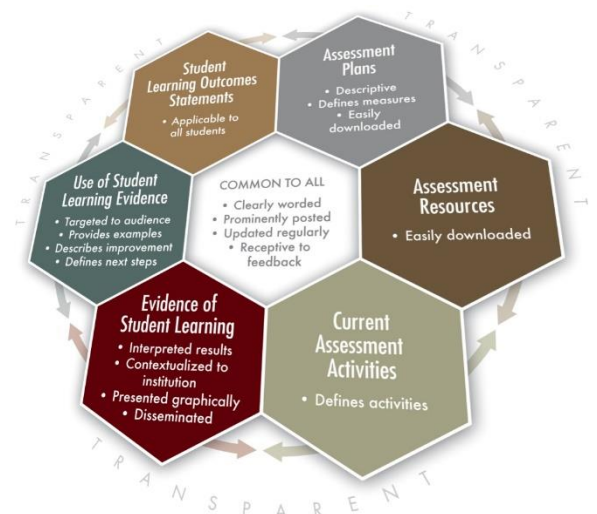 TRANSPARENT
TRANSPARENT
Student
Learning Outcomes
Statements
• Applicable to
all students
Assessment
Plans
• Descriptive
• Defines measures
• Easily
downloaded
Use of Student
Learning Evidence
• Targeted to audience
• Provides examples
• Describes improvement
• Defines next steps
COMMON TO ALL
• Clearly worded
• Prominently posted
• Updated regularly
• Receptive to
feedback
Assessment
Resources
• Easily downloaded
Evidence of
Student Learning
• Interpreted results
• Contextualized to
institution
• Presented graphically
• Disseminated
Current
Assessment
Activities
• Defines activities
TRANSPARENT